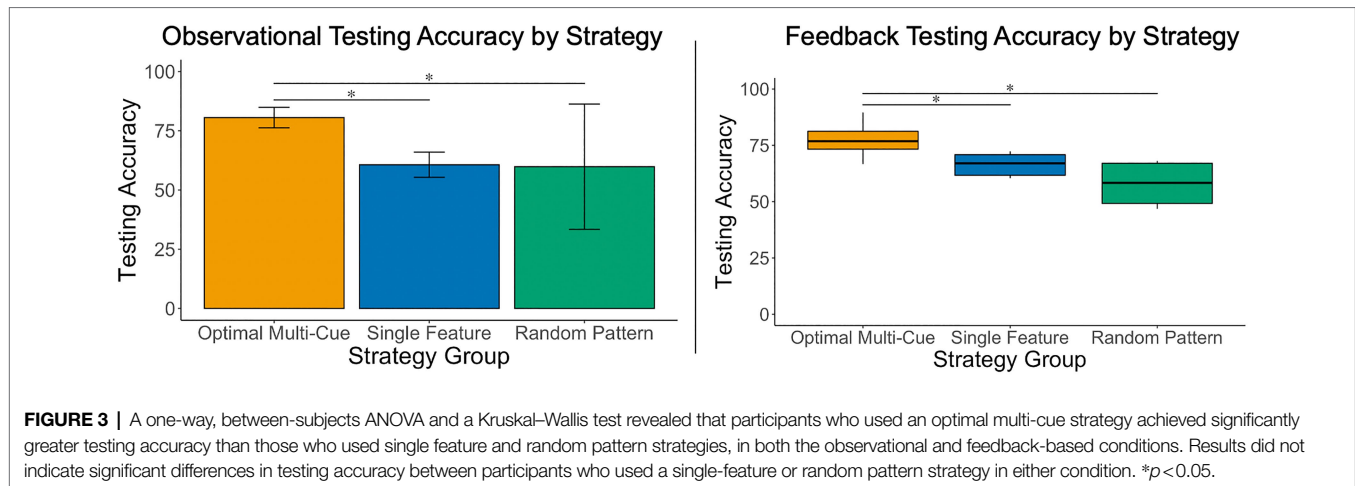 Observational Testing Accuracy by Strategy
100
75
50
25
0
Testing Accuracy
*
*
Optimal Multi-Cue Single Feature Random Pattern
Strategy Group
Feedback Testing Accuracy by Strategy
100
75
50
25
0
Testing Accuracy
*
*
Optimal Multi-Cue Single Feature Random Pattern
Strategy Group
FIGURE 3 | A one-way, between-subjects ANOVA and a Kruskal–Wallis test revealed that participants who used an optimal multi-cue strategy achieved significantly
greater testing accuracy than those who used single feature and random pattern strategies, in both the observational and feedback-based conditions. Results did not
indicate significant differences in testing accuracy between participants who used a single-feature or random pattern strategy in either condition. *p<0.05.